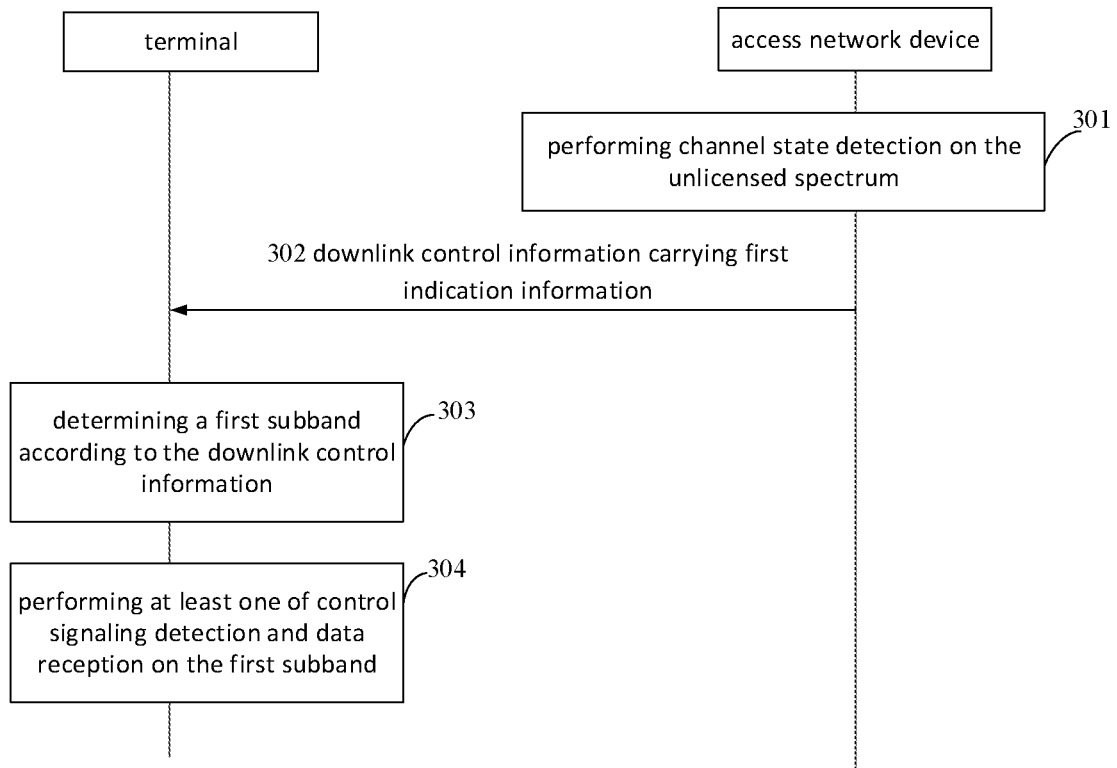 terminal
access network device
301
performing channel state detection on the
unlicensed spectrum
302 downlink control information carrying first
indication information
303
determining a first subband
according to the downlink control
information
304
performing at least one of control
signaling detection and data
reception on the first subband